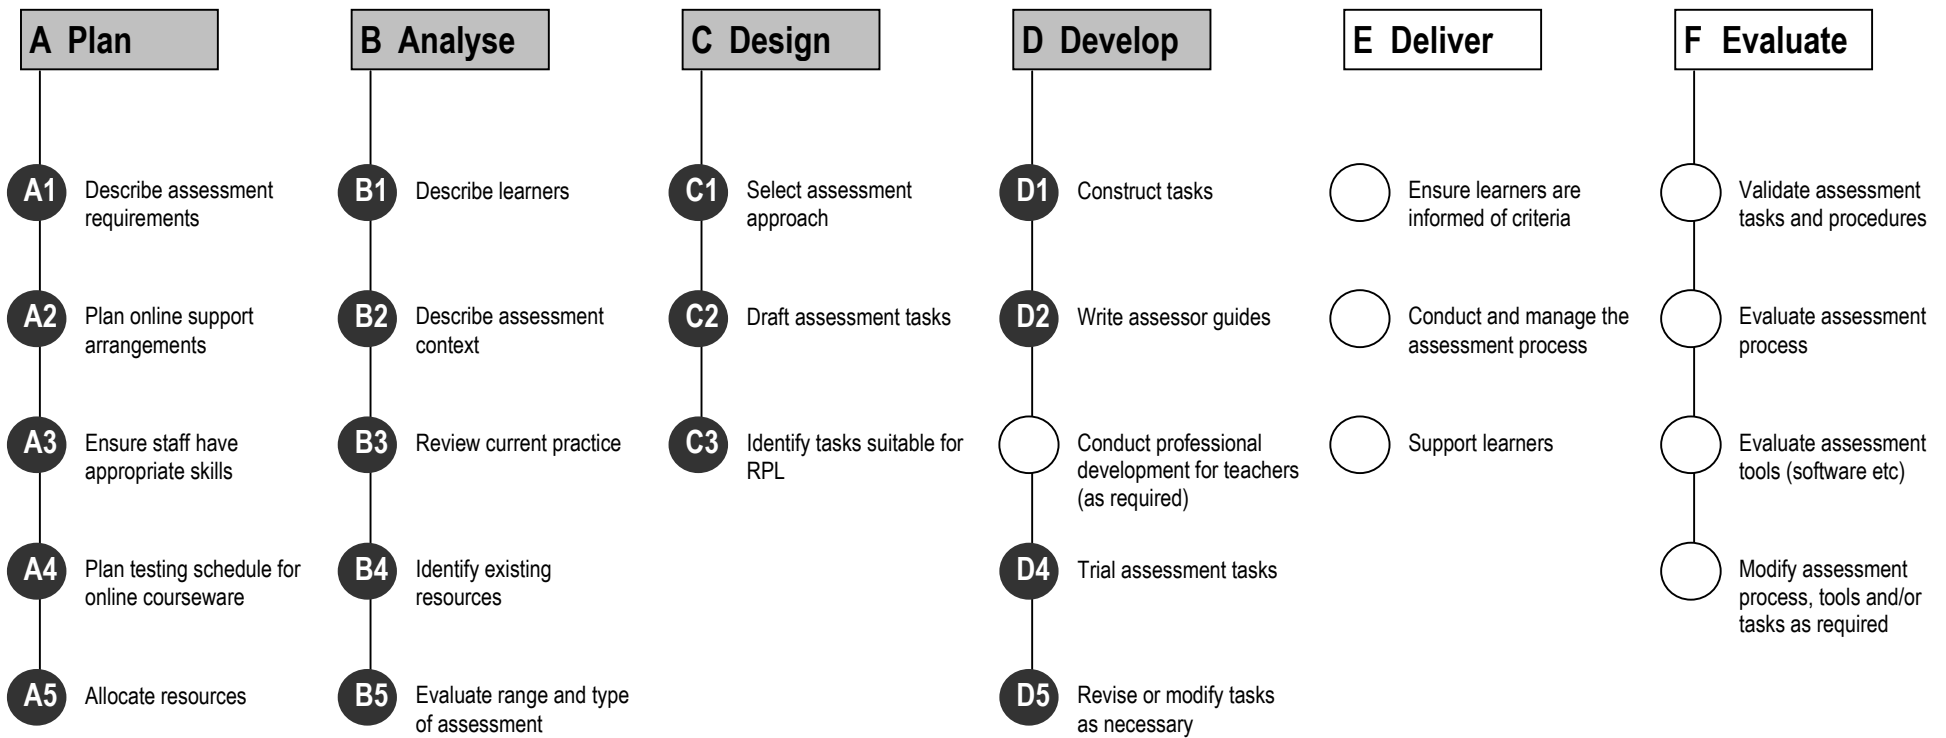 A Plan
A1
Describe assessment
requirements
A2
Plan online support
arrangements
A3
Ensure staff have
appropriate skills
A4
Plan testing schedule for
online courseware
A5
Allocate resources
B Analyse
B1
Describe learners
B2
Describe assessment
context
B3
Review current practice
B4
Identify existing
resources
B5
Evaluate range and type
of assessment
C Design
C1
Select assessment
approach
C2
Draft assessment tasks
C3
Identify tasks suitable for
RPL
D Develop
D1
Construct tasks
D2
Write assessor guides
Conduct professional
development for teachers
(as required)
D4
Trial assessment tasks
D5
Revise or modify tasks
as necessary
E Deliver
Ensure learners are
informed of criteria
Conduct and manage the
assessment process
Support learners
F Evaluate
Validate assessment
tasks and procedures
Evaluate assessment
process
Evaluate assessment
tools (software etc)
Modify assessment
process, tools and/or
tasks as required